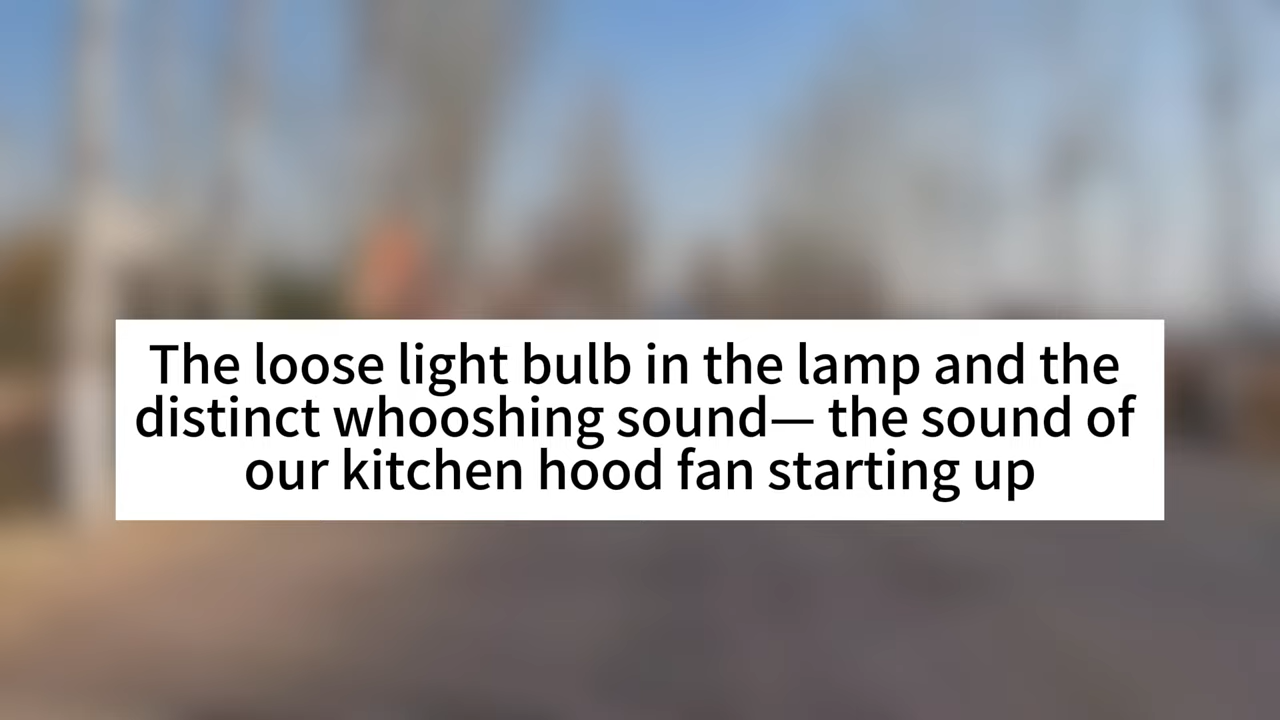 The loose light bulb in the lamp and the
distinct whooshing sound— the sound of
our kitchen hood fan starting up